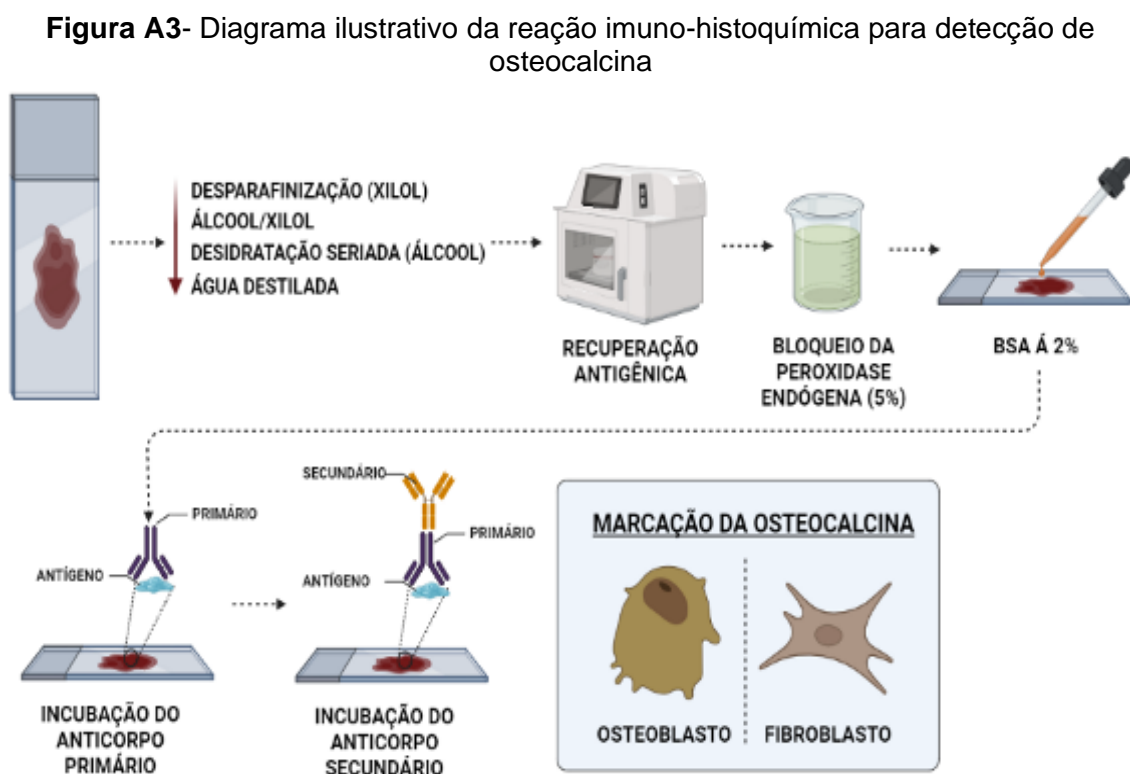 Figura A3- Diagrama ilustrativo da reação imuno-histoquímica para detecção de
osteocalcina
DESPARAFINIZAÇÃO (XILOL)
ÁLCOOL/XILOL
DESIDRATAÇÃO SERIADA (ÁLCOOL)
ÁGUA DESTILADA
RECUPERAÇÃO
ANTIGÊNICA
BLOQUEIO DA
PEROXIDASE
ENDÓGENA (5%)
BSA Á 2%
PRIMÁRIO
ANTÍGENO
INCUBAÇÃO DO
ANTICORPO
PRIMÁRIO
SECUNDÁRIO
PRIMÁRIO
ANTÍGENO
INCUBAÇÃO DO
ANTICORPO
SECUNDÁRIO
MARCAÇÃO DA OSTEOCALCINA
OSTEOBLASTO
FIBROBLASTO